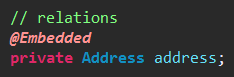 // relations
@Embedded
private Address address;